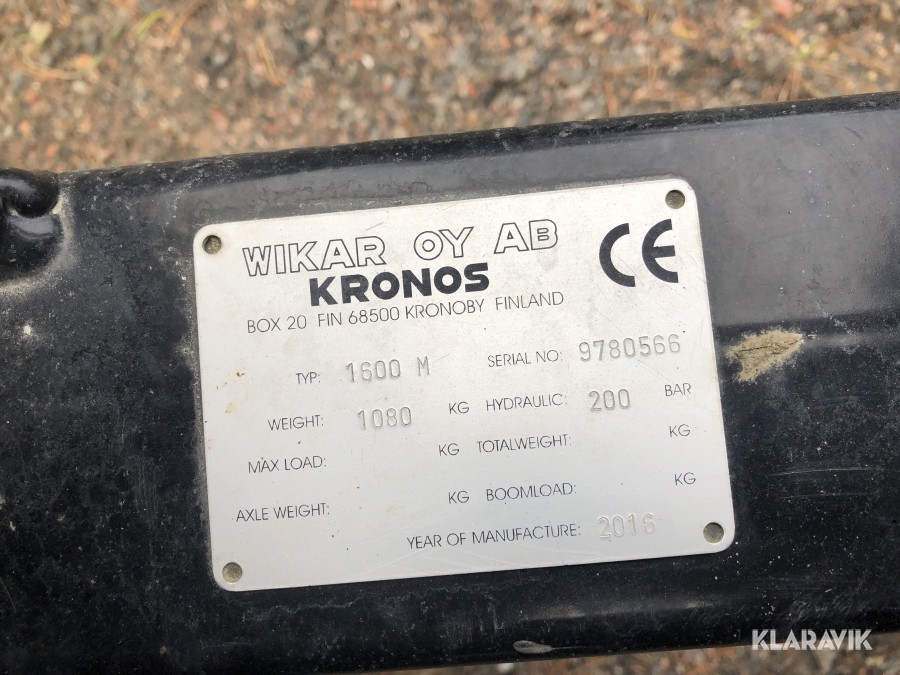 WIKAR OY AB
KRONOS
CE
BOX 20 FIN 68500 KRONOBY FINLAND
TYP: 1600 M SERIAL NO: 9780566
WEIGHT: 1080 KG HYDRAULIC: 200 BAR
MAX LOAD: KG TOTALWEIGHT: KG
AXLE WEIGHT: KG BOOMLOAD: KG
YEAR OF MANUFACTURE: 2016
KLARAVIK